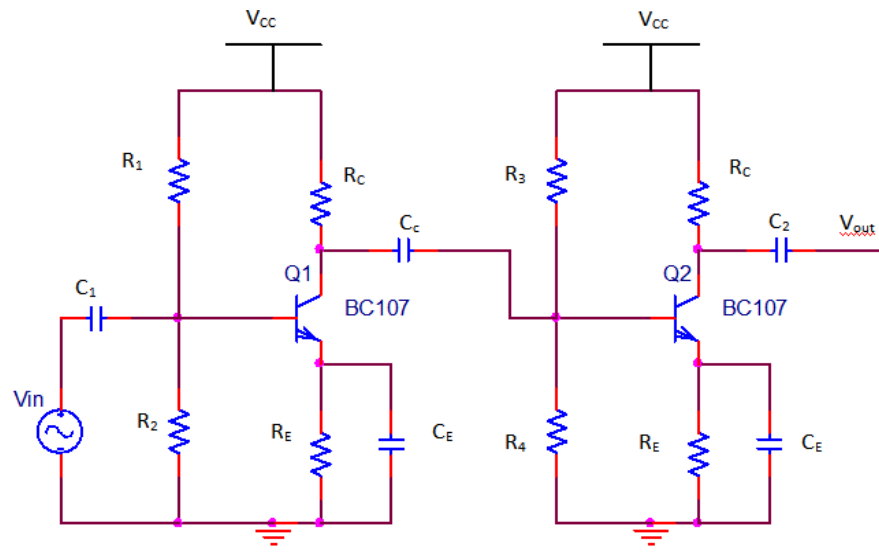 VCC
VCC
R1
RC
R3
RC
Cc
C2
Vout
Q1
Q2
C1
BC107
BC107
Vin
R2
RE
CE
R4
RE
CE